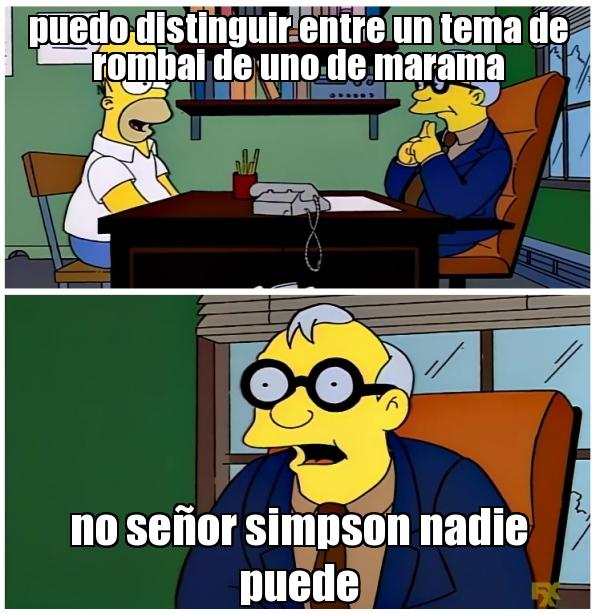 puedo distinguir entre un tema de
rombai de uno de marama
no señor simpson nadie
puede
FX